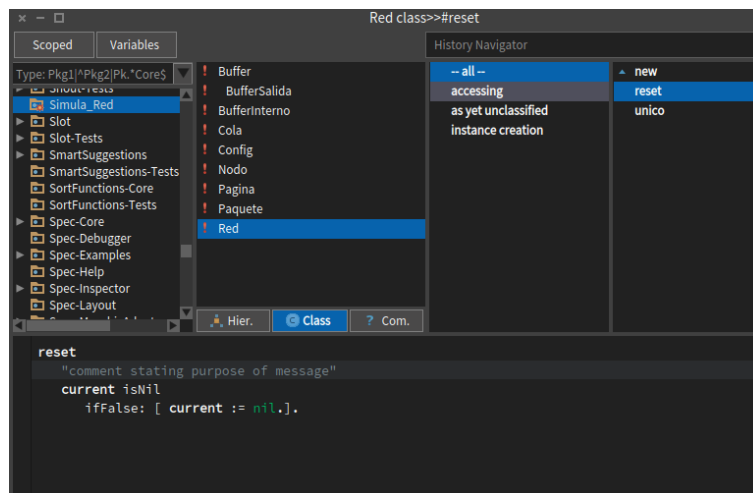 Red class>>#reset
Scoped
Variables
History Navigator
Type: Pkg1|^Pkg2|Pk.*Core$
Shout-Tests
Simula_Red
Slot
Slot-Tests
SmartSuggestions
SmartSuggestions-Tests
SortFunctions-Core
SortFunctions-Tests
Spec-Core
Spec-Debugger
Spec-Examples
Spec-Help
Spec-Inspector
Spec-Layout
! Buffer
! BufferSalida
! BufferInterno
! Cola
! Config
! Nodo
! Pagina
! Paquete
! Red
Hier.
Class
? Com.
-- all --
accessing
as yet unclassified
instance creation
new
reset
unico
reset
"comment stating purpose of message"
current isNil
ifFalse: [ current := nil.].